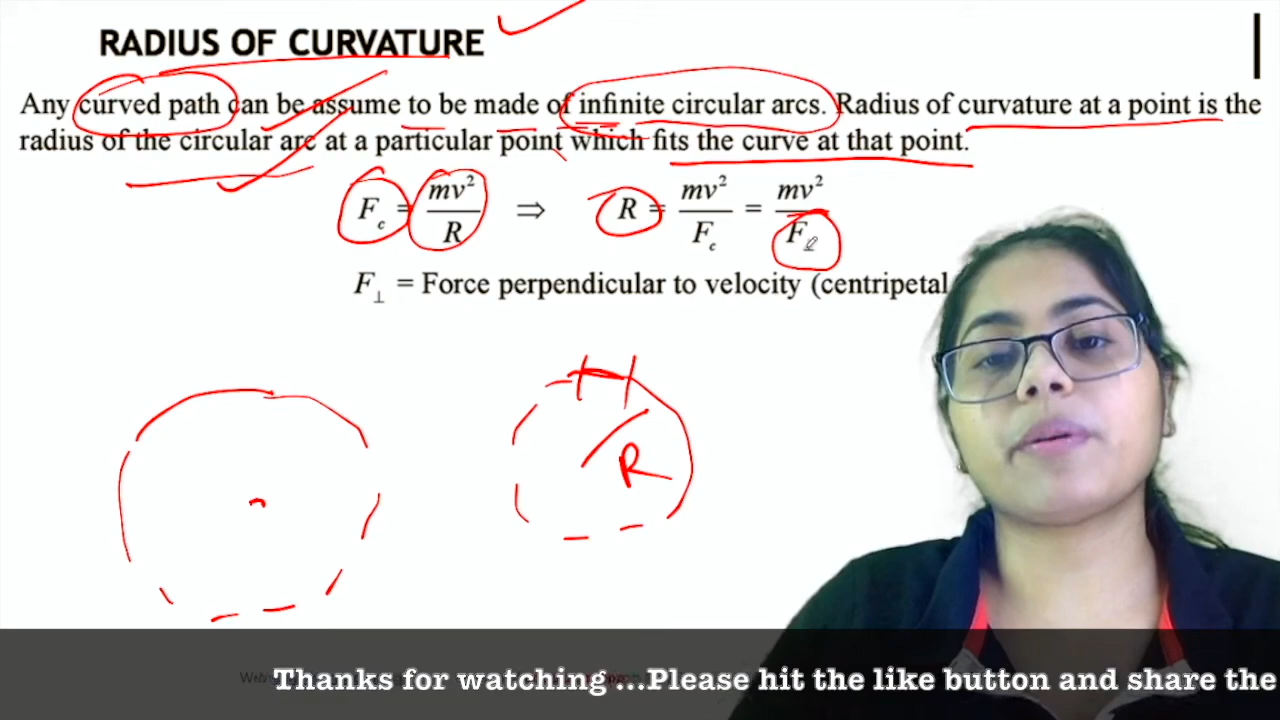 RADIUS OF CURVATURE
Any curved path can be assume to be made of infinite circular arcs. Radius of curvature at a point is the
radius of the circular arc at a particular point which fits the curve at that point.
F_c = mv²/R ⇒ R = mv²/F_c = mv²/F
F⊥ = Force perpendicular to velocity (centripetal
R
Thanks for watching ...Please hit the like button and share the